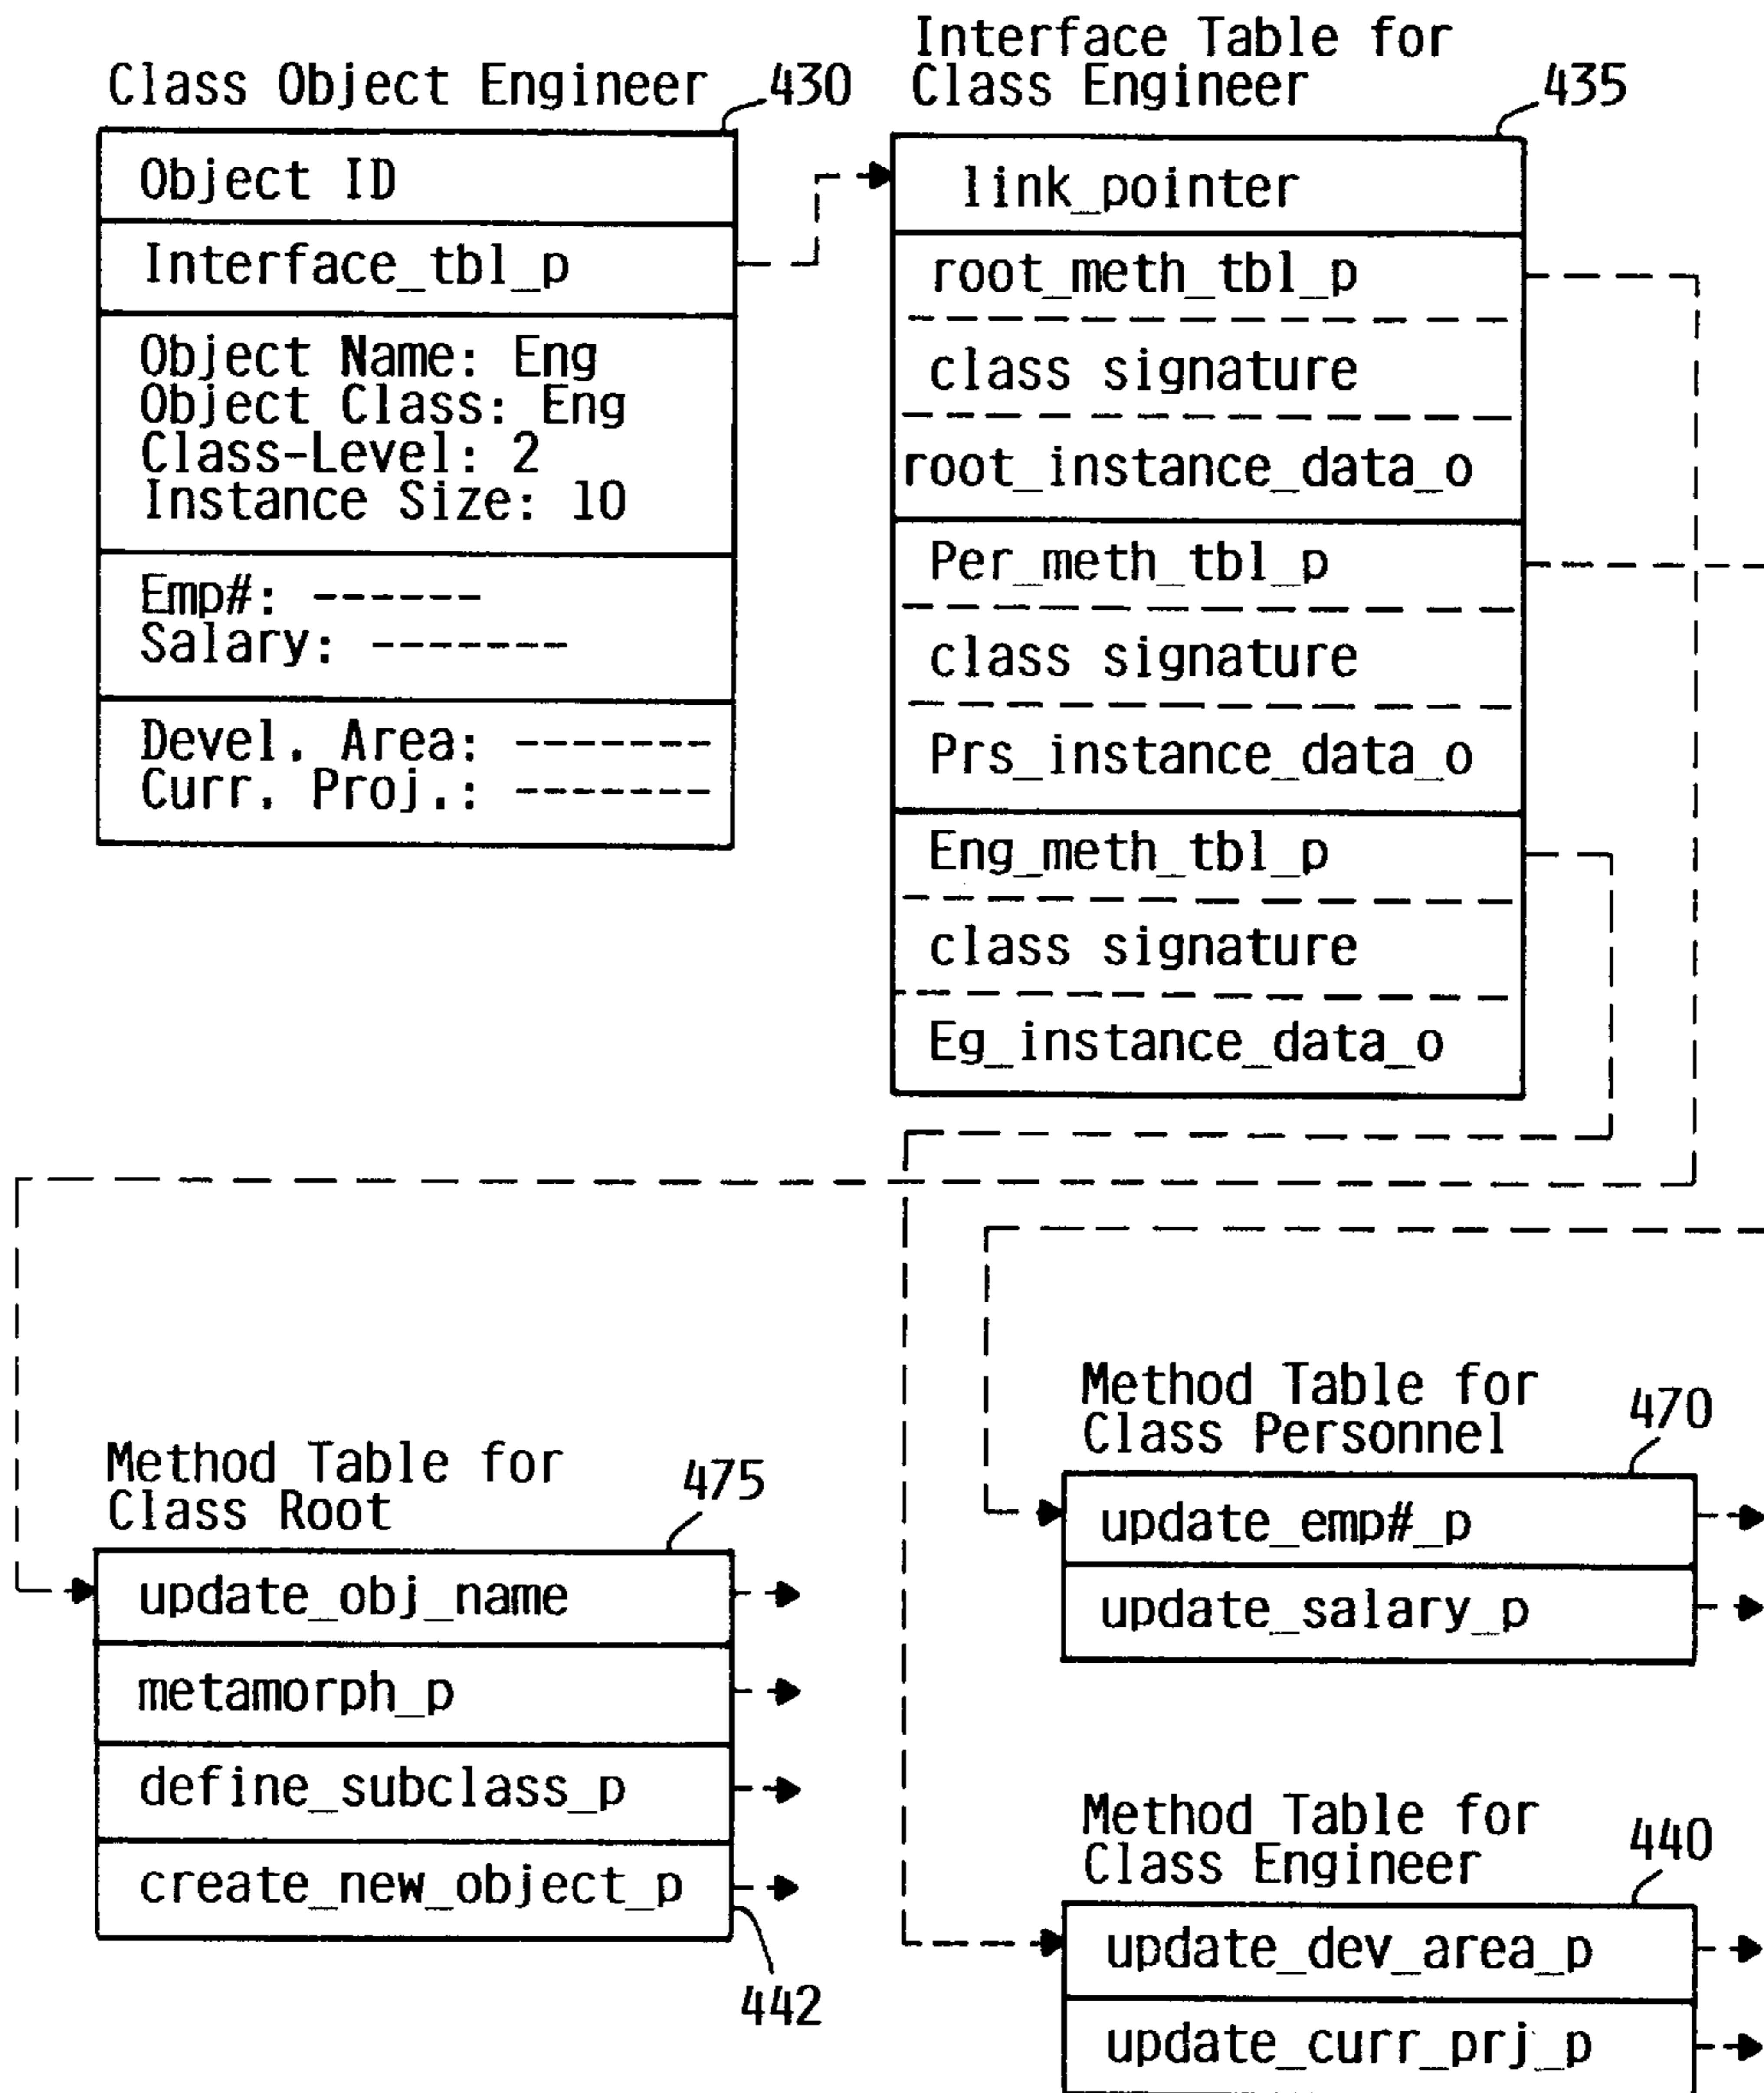 Class Object Engineer 430
Object ID
Interface_tbl_p
Object Name: Eng
Object Class: Eng
Class-Level: 2
Instance Size: 10
Emp#: ------
Salary: -------
Devel. Area: -------
Curr. Proj.: -------
Interface Table for
Class Engineer 435
link_pointer
root_meth_tbl_p
class signature
root_instance_data_o
Per_meth_tbl_p
class signature
Prs_instance_data_o
Eng_meth_tbl_p
class signature
Eg_instance_data_o
Method Table for
Class Root 475
update_obj_name
metamorph_p
define_subclass_p
create_new_object_p
442
Method Table for
Class Personnel 470
update_emp#_p
update_salary_p
Method Table for
Class Engineer 440
update_dev_area_p
update_curr_prj_p